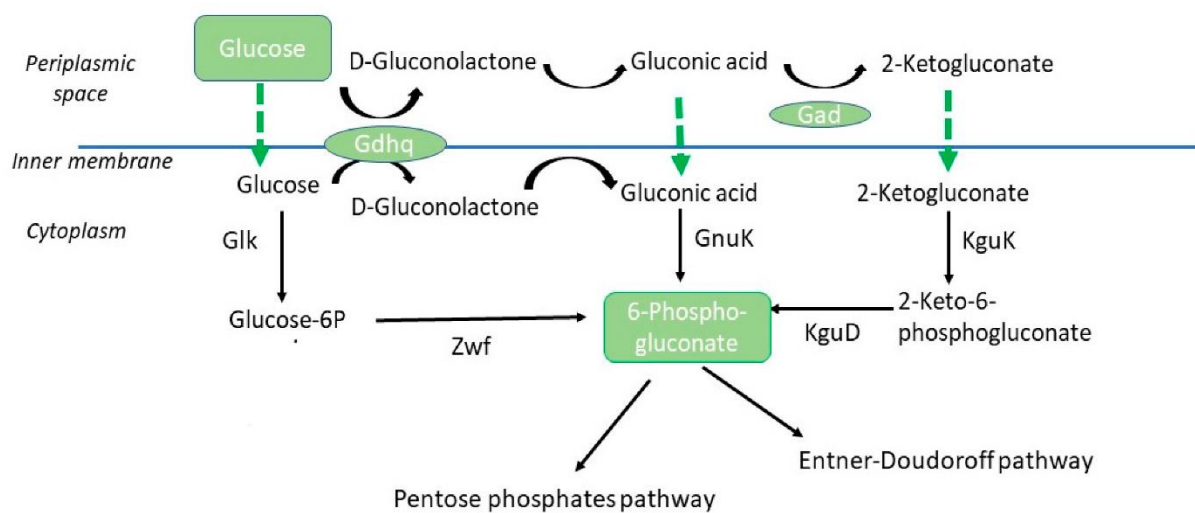 Glucose
D-Gluconolactone
Gluconic acid
2-Ketogluconate
Periplasmic
space
Gad
Gdhq
Inner membrane
Glucose
D-Gluconolactone
Gluconic acid
2-Ketogluconate
Cytoplasm
Glk
GnuK
KguK
Glucose-6P
Zwf
6-Phospho-
gluconate
KguD
2-Keto-6-
phosphogluconate
Entner-Doudoroff pathway
Pentose phosphates pathway